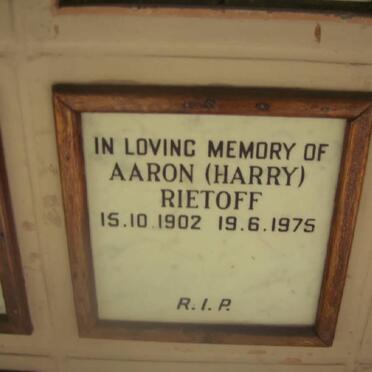 IN LOVING MEMORY OF
AARON (HARRY)
RIETOFF
15.10.1902 19.6.1975
R.I.P.